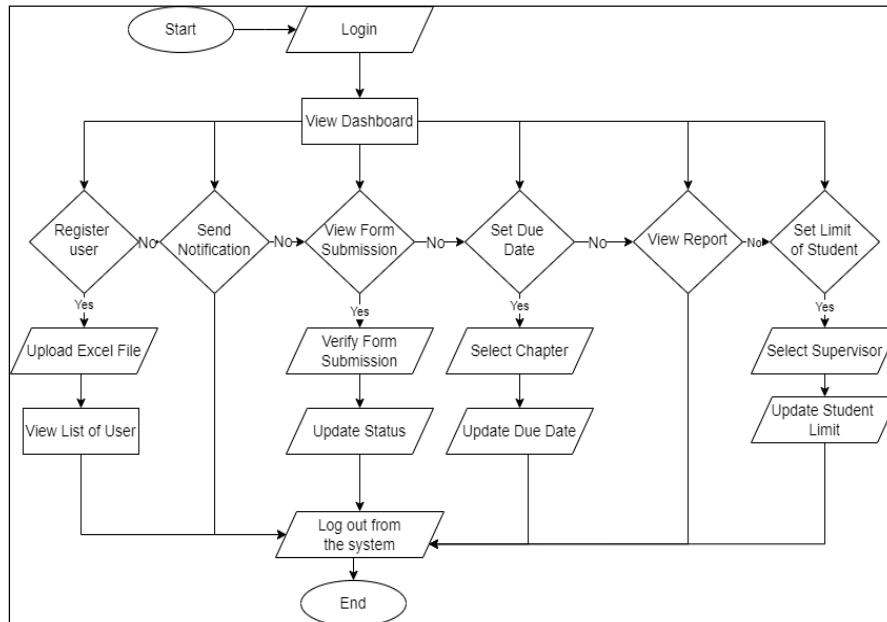 Start
Login
View Dashboard
Register
user
No
Send
Notification
No
View Form
Submission
No
Set Due
Date
No
View Report
No
Set Limit
of Student
Yes
Yes
Yes
Yes
Upload Excel File
Verify Form
Submission
Select Chapter
Select Supervisor
View List of User
Update Status
Update Due Date
Update Student
Limit
Log out from
the system
End